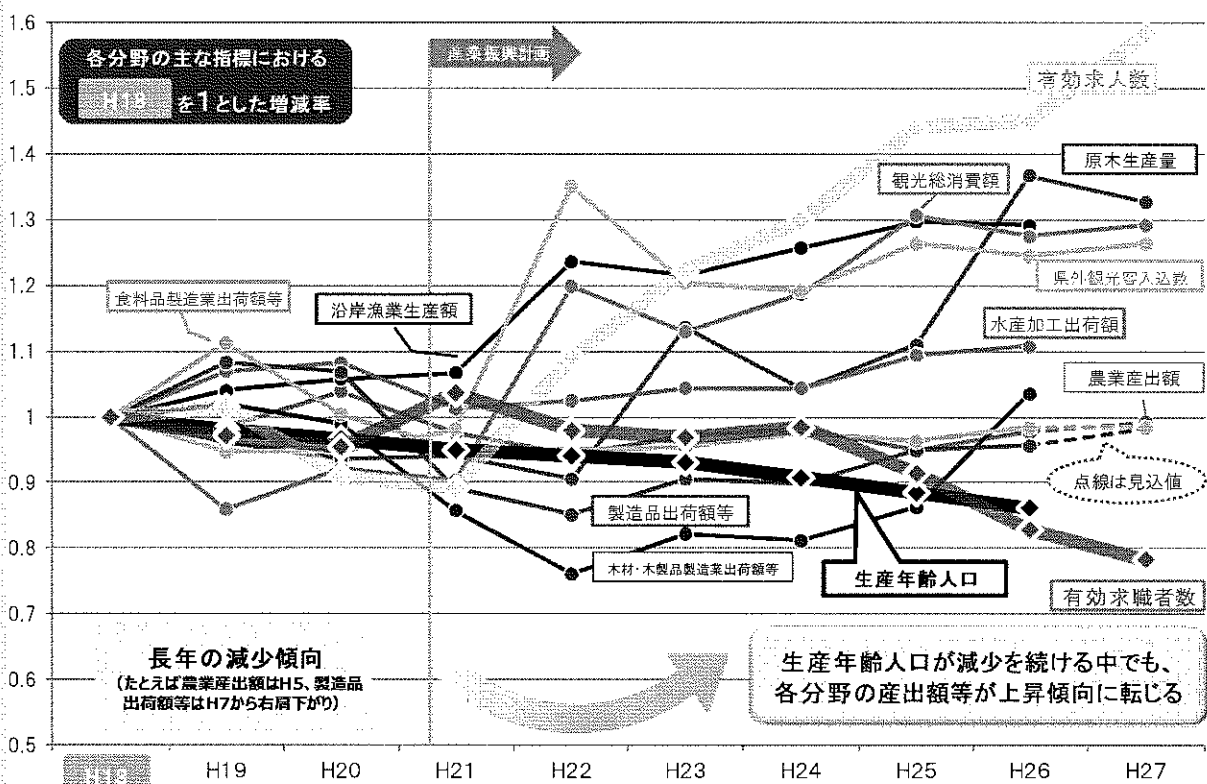 1.6
1.5
1.4
1.3
1.2
1.1
1
0.9
0.8
0.7
0.6
0.5
各分野の主な指標における
H18 を1とした増減率
産業振興計画
有効求人数
原木生産量
観光総消費額
県外観光客入込数
食料品製造業出荷額等
沿岸漁業生産額
水産加工出荷額
農業産出額
点線は見込値
製造品出荷額等
木材・木製品製造業出荷額等
生産年齢人口
有効求職者数
長年の減少傾向
(たとえば農業産出額はH5、製造品
出荷額等はH7から右肩下がり)
生産年齢人口が減少を続ける中でも、
各分野の産出額等が上昇傾向に転じる
H18 H19 H20 H21 H22 H23 H24 H25 H26 H27